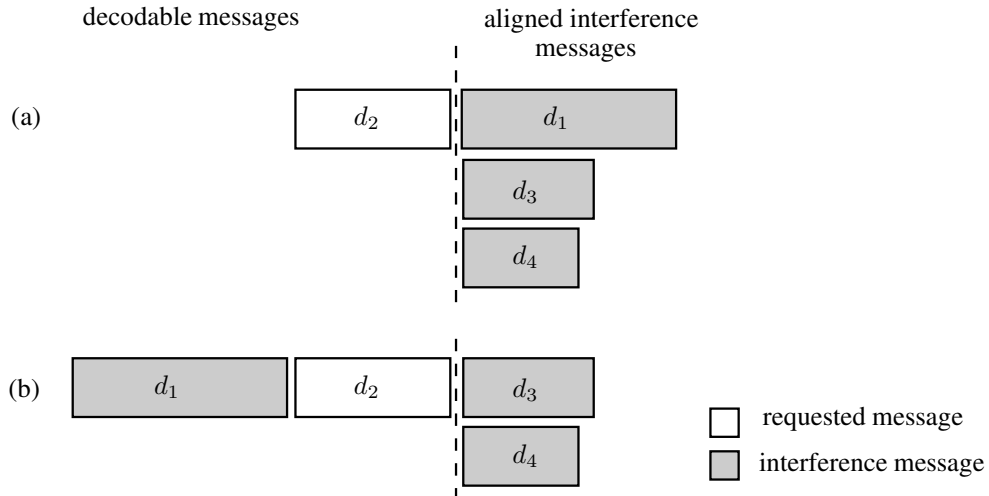 decodable messages
aligned interference
messages
(a)
d₂
d₁
d₃
d₄
(b)
d₁
d₂
d₃
d₄
requested message
interference message